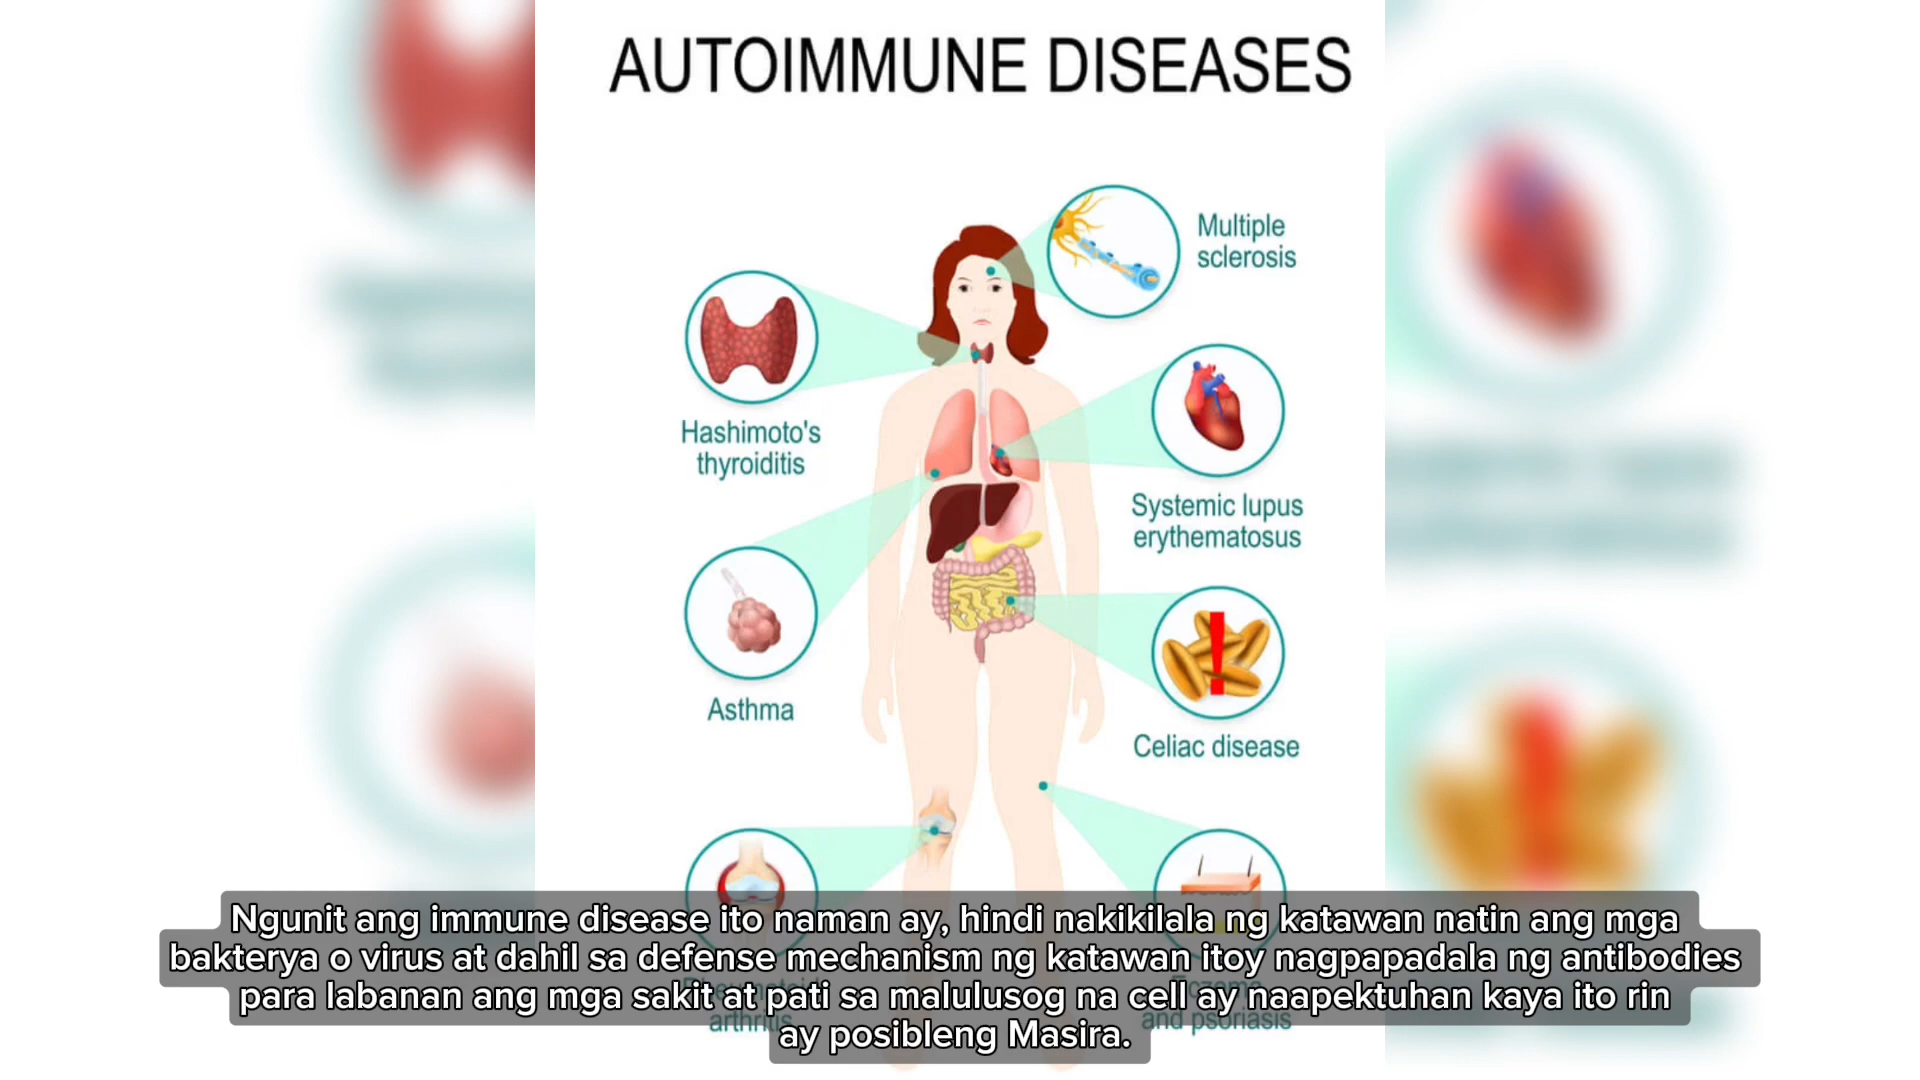 AUTOIMMUNE DISEASES
Multiple
sclerosis
Hashimoto's
thyroiditis
Systemic lupus
erythematosus
Asthma
Celiac disease
Rheumatoid
arthritis
Eczema
and psoriasis
Ngunit ang immune disease ito naman ay, hindi nakikilala ng katawan natin ang mga
bakterya o virus at dahil sa defense mechanism ng katawan itoy nagpapadala ng antibodies
para labanan ang mga sakit at pati sa malulusog na cell ay naapektuhan kaya ito rin
ay posibleng Masira.